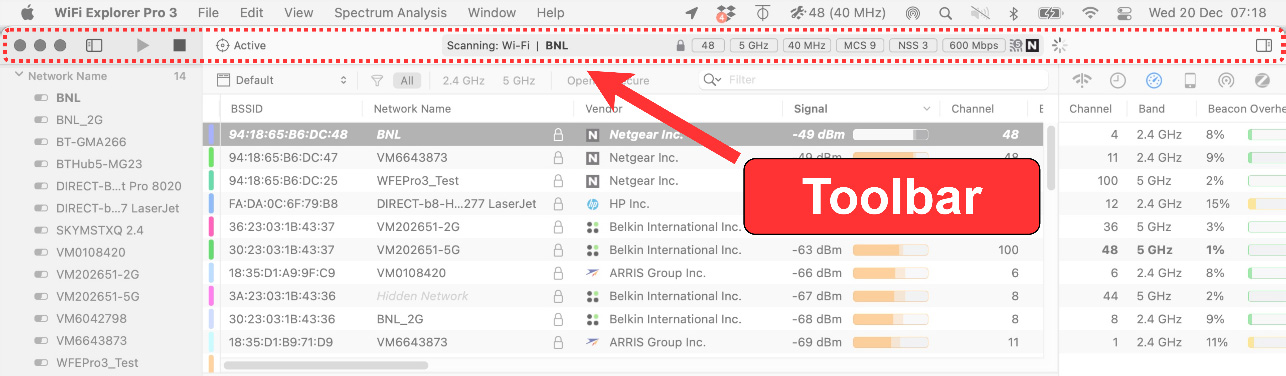 WiFi Explorer Pro 3 File Edit View Spectrum Analysis Window Help 4 48 (40 MHz) Wed 20 Dec 07:18
Active Scanning: Wi-Fi | BNL 48 5 GHz 40 MHz MCS 9 NSS 3 600 Mbps N
Network Name 14
BNL
BNL_2G
BT-GMA266
BTHub5-MG23
DIRECT-B...t Pro 8020
DIRECT-b...7 LaserJet
SKYMSTXQ 2.4
VM0108420
VM202651-2G
VM202651-5G
VM6042798
VM6643873
WFEPro3_Test
Default All 2.4 GHz 5 GHz Open Secure Filter
BSSID Network Name Vendor Signal Channel
94:18:65:B6:DC:48 BNL N Netgear Inc. -49 dBm 48
94:18:65:B6:DC:47 VM6643873 N Netgear Inc. -49 dBm 48
94:18:65:B6:DC:25 WFEPro3_Test N Netgear Inc.
FA:DA:0C:6F:79:B8 DIRECT-b8-H...277 LaserJet hp HP Inc.
36:23:03:1B:43:37 VM202651-2G Belkin International Inc.
30:23:03:1B:43:37 VM202651-5G Belkin International Inc. -63 dBm 100
18:35:D1:A9:9F:C9 VM0108420 ARRIS Group Inc. -66 dBm 6
3A:23:03:1B:43:36 Hidden Network Belkin International Inc. -67 dBm 8
30:23:03:1B:43:36 BNL_2G Belkin International Inc. -68 dBm 8
18:35:D1:B9:71:D9 VM6643873 ARRIS Group Inc. -69 dBm 11
Toolbar
Channel Band Beacon Overhe
4 2.4 GHz 8%
11 2.4 GHz 9%
100 5 GHz 2%
12 2.4 GHz 15%
36 5 GHz 3%
48 5 GHz 1%
6 2.4 GHz 8%
44 5 GHz 2%
8 2.4 GHz 9%
1 2.4 GHz 11%